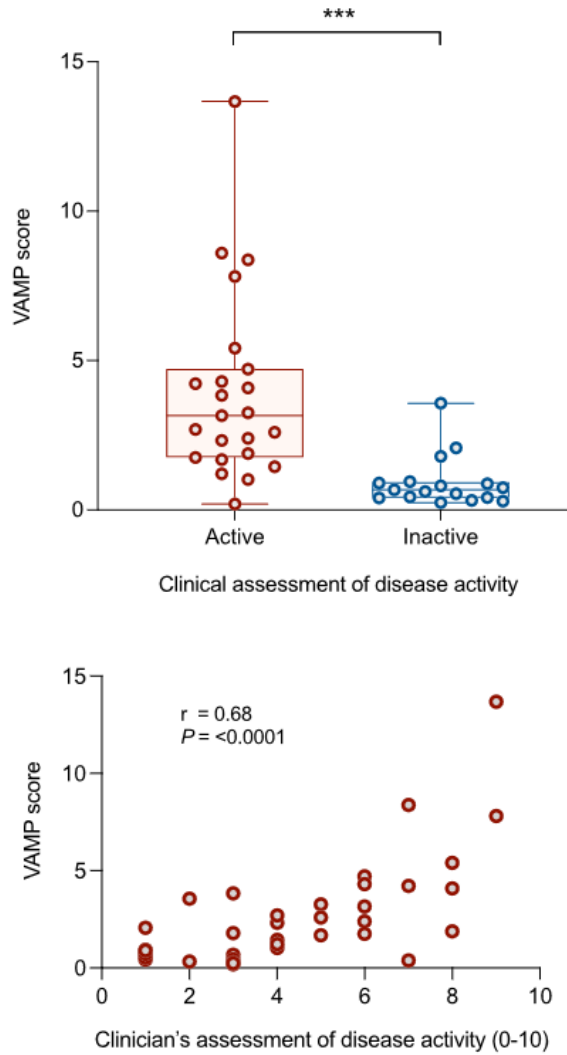 ***
15
10
5
0
VAMP score
Active Inactive
Clinical assessment of disease activity
15
10
5
0
VAMP score
r = 0.68
P = <0.0001
0 2 4 6 8 10
Clinician's assessment of disease activity (0-10)